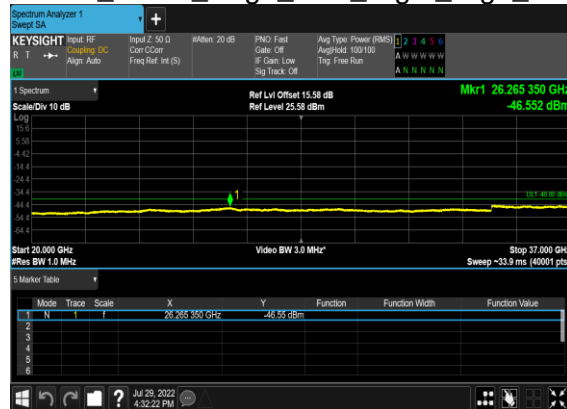 Spectrum Analyzer 1
Swept SA
+
KEYSIGHT
R T
Input: RF
Coupling: DC
Align: Auto
Input Z: 50 Ω
Corr CCorr
Freq Ref: Int (S)
#Atten: 20 dB
PNO: Fast
Gate: Off
IF Gain: Low
Sig Track: Off
Avg Type: Power (RMS)
Avg|Hold: 100/100
Trig: Free Run
1 2 3 4 5 6
A W W W W W
A N N N N N
1 Spectrum
Scale/Div 10 dB
Log
Ref Lvl Offset 15.58 dB
Ref Level 25.58 dBm
Mkr1 26.265 350 GHz
-46.552 dBm
15.6
5.58
-4.42
-14.4
-24.4
-34.4
-44.4
-54.4
-64.4
1
DL1 -40.00 dBm
Start 20.000 GHz
#Res BW 1.0 MHz
Video BW 3.0 MHz*
Stop 37.000 GHz
Sweep ~33.9 ms (40001 pts)
5 Marker Table
Mode Trace Scale X Y Function Function Width Function Value
1 N 1 f 26.265 350 GHz -46.55 dBm
2
3
4
5
6
?
Jul 29, 2022
4:32:22 PM